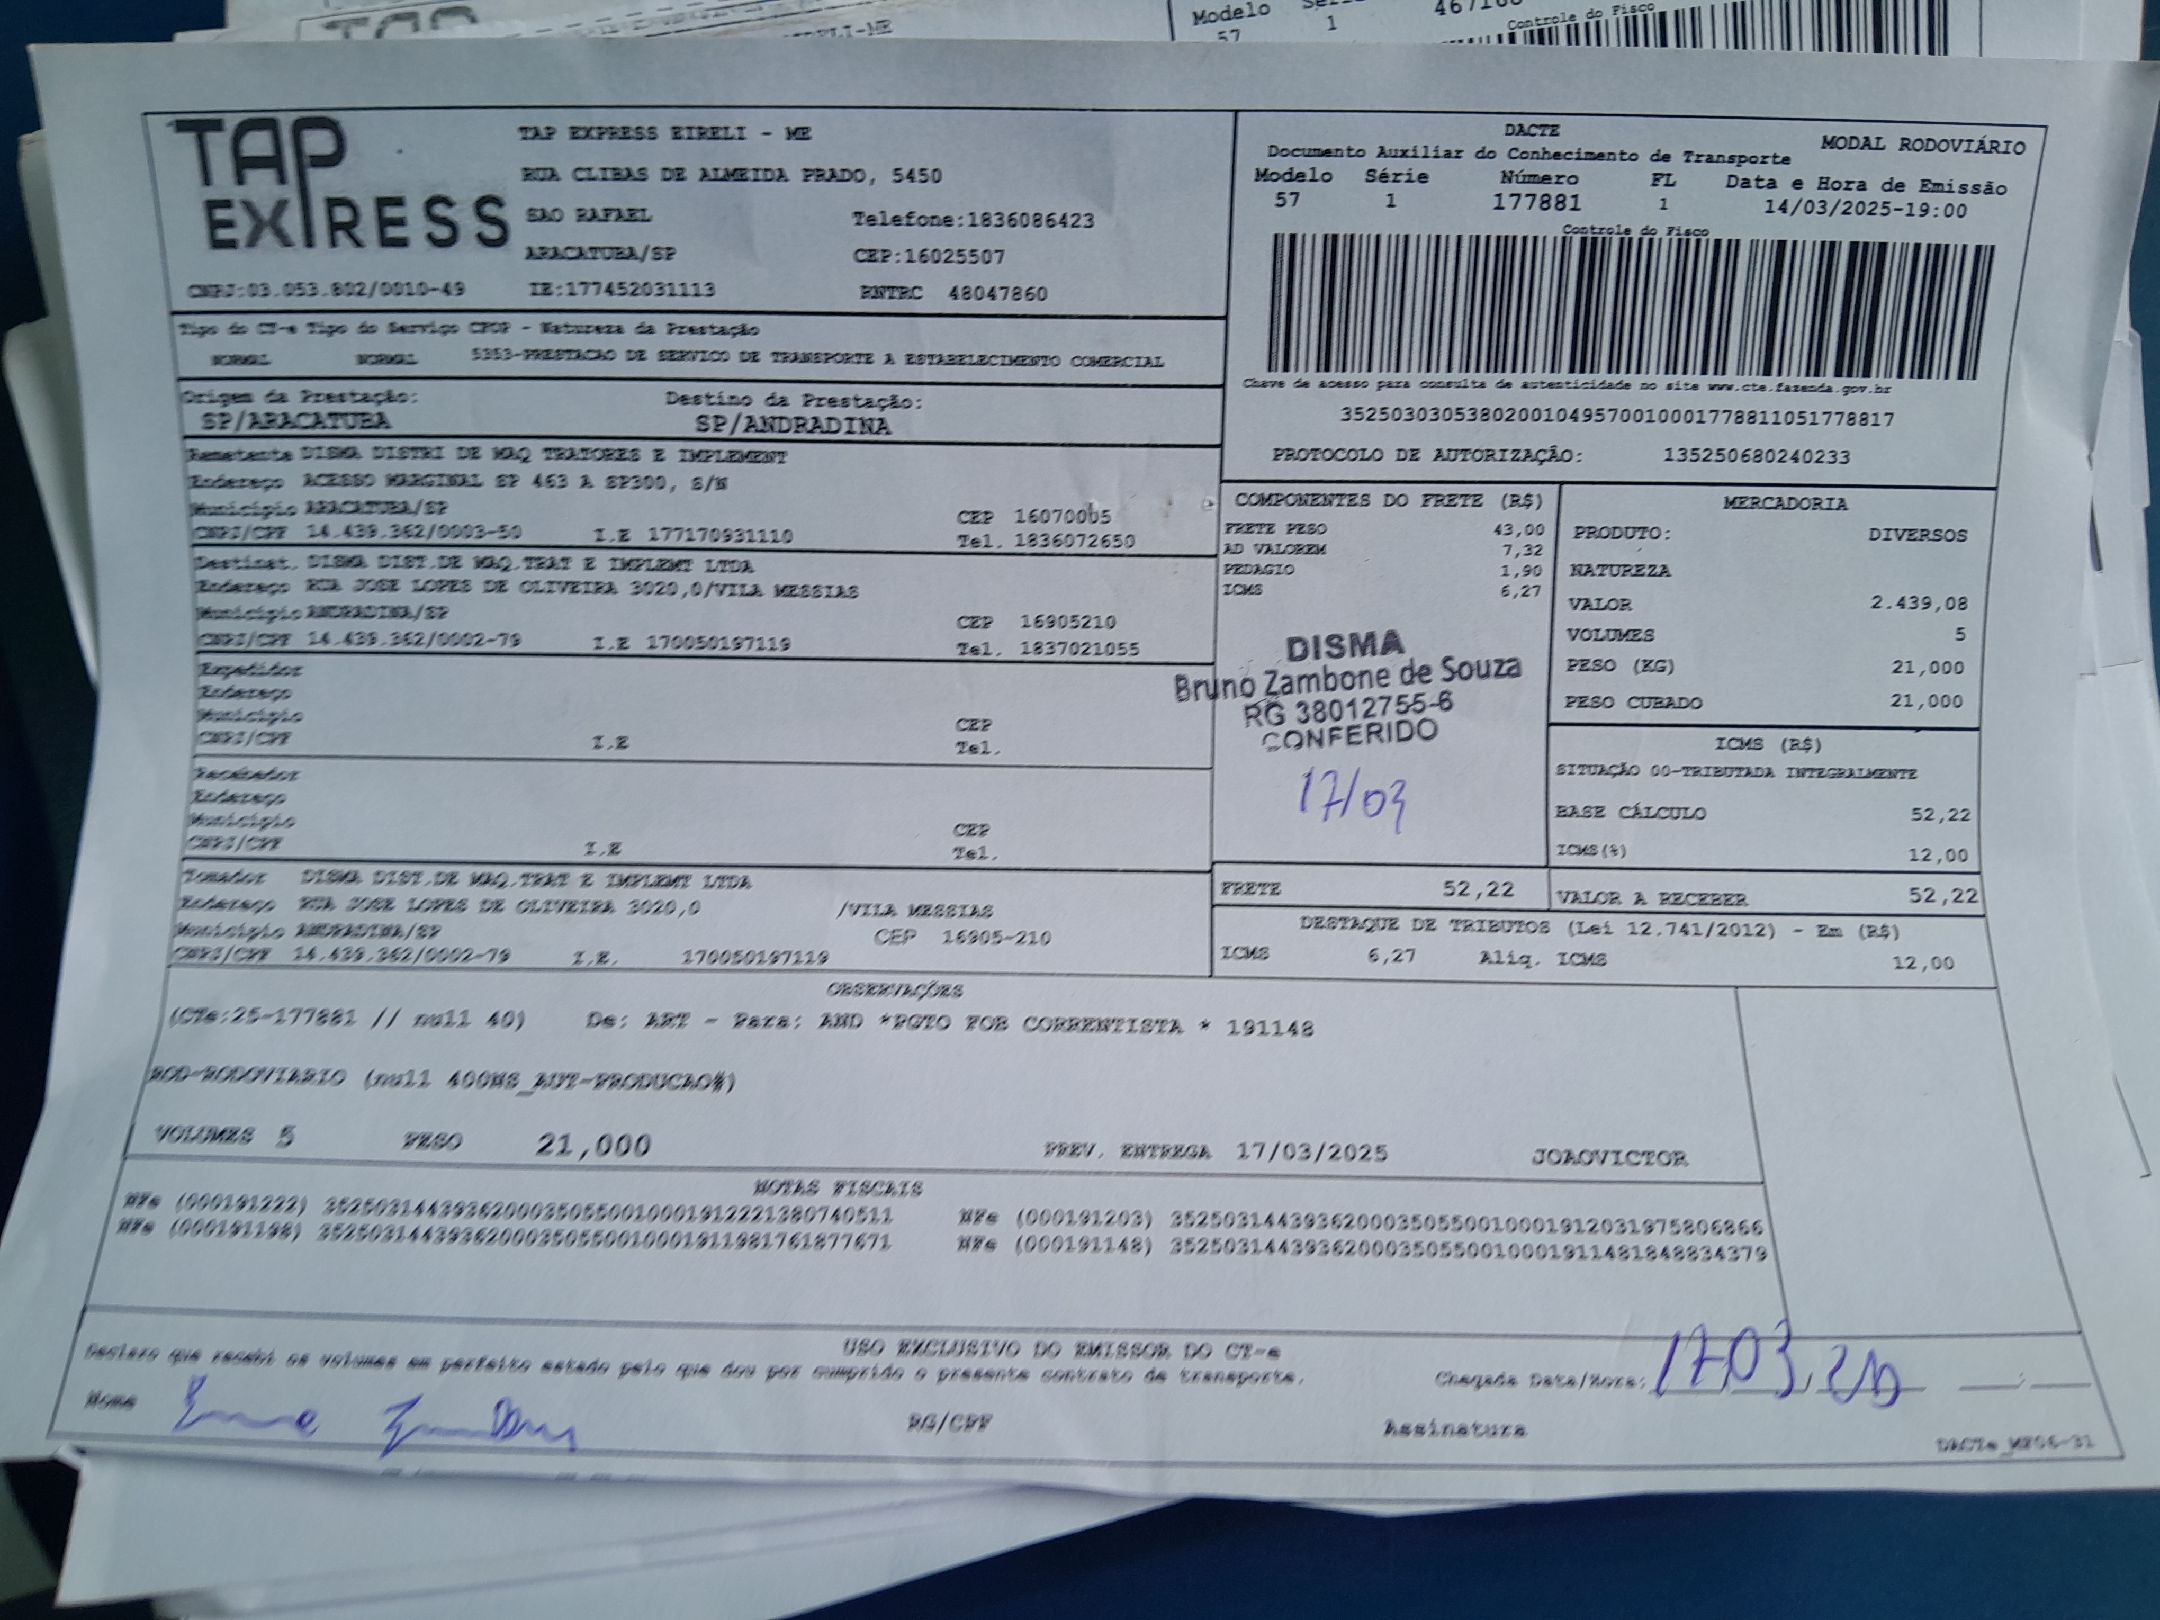 Modelo
57
1
Controle do Fisco
TAP EXPRESS
TAP EXPRESS EIRELI - ME
RUA CLIBAS DE ALMEIDA PRADO, 5450
SAO RAFAEL Telefone:1836086423
ARACATUBA/SP CEP:16025507
CNPJ:03.053.802/0010-49 IE:177452031113 RNTRC 48047860
DACTE MODAL RODOVIÁRIO
Documento Auxiliar do Conhecimento de Transporte
Modelo Série Número FL Data e Hora de Emissão
57 1 177881 1 14/03/2025-19:00
Controle do Fisco
Chave de acesso para consulta de autenticidade no site www.cte.fazenda.gov.br
35250303053802001049570010001778811051778817
PROTOCOLO DE AUTORIZAÇÃO: 135250680240233
Tipo do CT-e Tipo do Serviço CFOP - Natureza da Prestação
NORMAL NORMAL 5353-PRESTACAO DE SERVICO DE TRANSPORTE A ESTABELECIMENTO COMERCIAL
Origem da Prestação: Destino da Prestação:
SP/ARACATUBA SP/ANDRADINA
Remetente DISMA DISTRI DE MAQ TRATORES E IMPLEMENT
Endereço ACESSO MARGINAL SP 463 A SP300, S/N
Município ARACATUBA/SP CEP 16070005
CNPJ/CPF 14.439.362/0003-50 I.E 177170931110 Tel. 1836072650
Destinat. DISMA DIST.DE MAQ.TRAT E IMPLEMT LTDA
Endereço RUA JOSE LOPES DE OLIVEIRA 3020,0/VILA MESSIAS
Município ANDRADINA/SP CEP 16905210
CNPJ/CPF 14.439.362/0002-79 I.E 170050197119 Tel. 1837021055
Expedidor
Endereço
Município CEP
CNPJ/CPF I.E Tel.
Recebedor
Endereço
Município CEP
CNPJ/CPF I.E Tel.
Tomador DISMA DIST.DE MAQ.TRAT E IMPLEMT LTDA
Endereço RUA JOSE LOPES DE OLIVEIRA 3020,0 /VILA MESSIAS
Município ANDRADINA/SP CEP 16905-210
CNPJ/CPF 14.439.362/0002-79 I.E. 170050197119
COMPONENTES DO FRETE (R$)
FRETE PESO 43,00
AD VALOREM 7,32
PEDAGIO 1,90
ICMS 6,27
DISMA
Bruno Zambone de Souza
RG 38012755-6
CONFERIDO
17/03
MERCADORIA
PRODUTO: DIVERSOS
NATUREZA
VALOR 2.439,08
VOLUMES 5
PESO (KG) 21,000
PESO CUBADO 21,000
ICMS (R$)
SITUAÇÃO 00-TRIBUTADA INTEGRALMENTE
BASE CÁLCULO 52,22
ICMS(%) 12,00
FRETE 52,22 VALOR A RECEBER 52,22
DESTAQUE DE TRIBUTOS (Lei 12.741/2012) - Em (R$)
ICMS 6,27 Aliq. ICMS 12,00
OBSERVAÇÕES
(CTe:25-177881 // null 40) De: ART - Para: AND *PGTO FOB CORRENTISTA * 191148
ROD-RODOVIARIO (null 400MS_AUT-PRODUCAO%)
VOLUMES 5 PESO 21,000 PREV. ENTREGA 17/03/2025 JOAOVICTOR
NOTAS FISCAIS
NFe (000191222) 35250314439362000350550010001912221380740511 NFe (000191203) 35250314439362000350550010001912031975806866
NFe (000191198) 35250314439362000350550010001911981761877671 NFe (000191148) 35250314439362000350550010001911481848834379
USO EXCLUSIVO DO EMISSOR DO CT-e
Declaro que recebi os volumes em perfeito estado pelo que dou por cumprido o presente contrato de transporte.
Chegada Data/Hora: 17.03.
Nome RG/CPF Assinatura